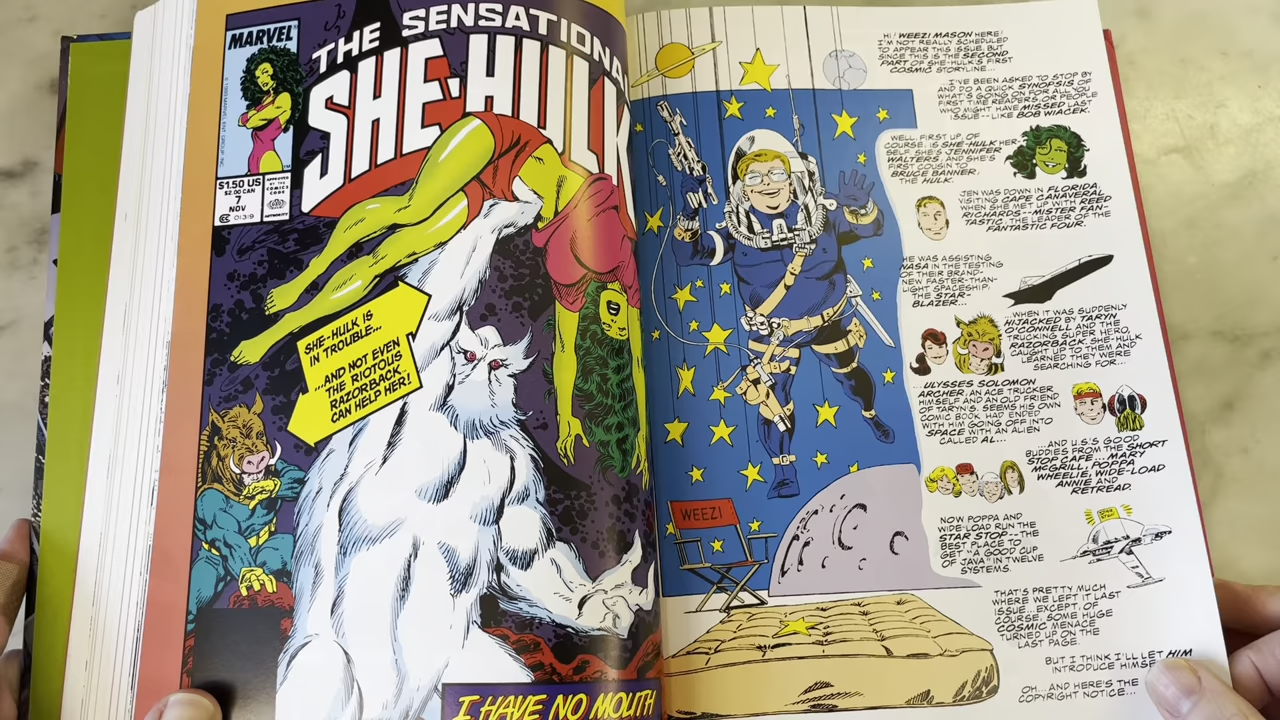 MARVEL
THE SENSATIONA
SHE-HULK
$1.50 US
$2.00 CAN
7
NOV
01319
APPROVED
BY THE
COMICS
CODE
AUTHORITY
SHE-HULK IS
IN TROUBLE...
...AND NOT EVEN
THE RIOTOUS
RAZORBACK
CAN HELP HER!
I HAVE NO MOUTH
WEEZI
HI! WEEZI MASON HERE!
I'M NOT REALLY SCHEDULED
TO APPEAR THIS ISSUE, BUT
SINCE THIS IS THE SECOND
PART OF SHE-HULK'S FIRST
COSMIC STORYLINE...
...I'VE BEEN ASKED TO STOP BY
AND DO A QUICK SYNOPSIS OF
WHAT'S GOING ON FOR ALL YOU
FIRST TIME READERS, OR PEOPLE
WHO MIGHT HAVE MISSED LAST
ISSUE--LIKE BOB WIACEK.
WELL, FIRST UP, OF
COURSE, IS SHE-HULK HER-
SELF. SHE'S JENNIFER
WALTERS, AND SHE'S
FIRST COUSIN TO
BRUCE BANNER,
THE HULK.
JEN WAS DOWN IN FLORIDA,
VISITING CAPE CANAVERAL
WHEN SHE MET UP WITH REED
RICHARDS--MISTER FAN-
TASTIC, THE LEADER OF THE
FANTASTIC FOUR.
HE WAS ASSISTING
NASA IN THE TESTING
OF THEIR BRAND-
NEW FASTER-THAN-
LIGHT SPACESHIP,
THE STAR-
BLAZER...
...WHEN IT WAS SUDDENLY
HIJACKED BY TARYN
O'CONNELL AND THE
TRUCKING SUPER HERO,
RAZORBACK. SHE-HULK
CAUGHT UP TO THEM AND
LEARNED THEY WERE
SEARCHING FOR...
...ULYSSES SOLOMON
ARCHER, AN ACE TRUCKER
HIMSELF AND AN OLD FRIEND
OF TARYN'S. SEEMS HIS OWN
COMIC BOOK HAD ENDED
WITH HIM GOING OFF INTO
SPACE WITH AN ALIEN
CALLED AL...
...AND U.S.'S GOOD
BUDDIES FROM THE SHORT
STOP CAFE... MARY
McGRILL, POPPA
WHEELIE, WIDE-LOAD
ANNIE AND
RETREAD.
NOW POPPA AND
WIDE-LOAD RUN THE
STAR STOP--THE
BEST PLACE TO
GET "A GOOD CUP
OF JAVA" IN TWELVE
SYSTEMS.
THAT'S PRETTY MUCH
WHERE WE LEFT IT LAST
ISSUE...EXCEPT, OF
COURSE, SOME HUGE
COSMIC MENACE
TURNED UP ON THE
LAST PAGE.
BUT I THINK I'LL LET HIM
INTRODUCE HIMSE
OH...AND HERE'S THE
COPYRIGHT NOTICE...